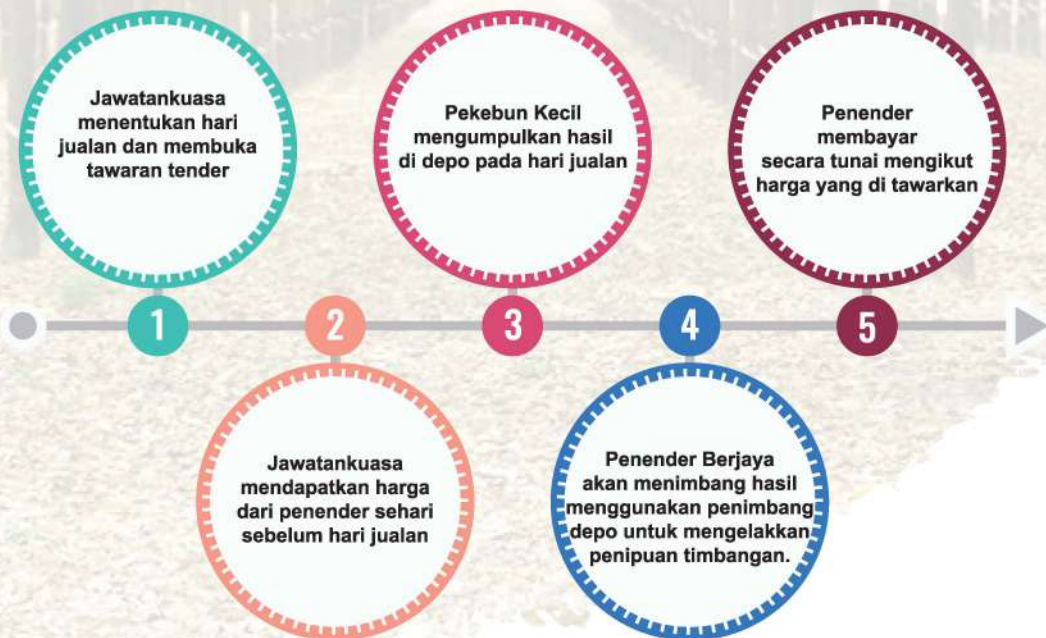 Jawatankuasa
menentukan hari
jualan dan membuka
tawaran tender
1
2
Jawatankuasa
mendapatkan harga
dari penender sehari
sebelum hari jualan
Pekebun Kecil
mengumpulkan hasil
di depo pada hari jualan
3
4
Penender Berjaya
akan menimbang hasil
menggunakan penimbang
depo untuk mengelakkan
penipuan timbangan.
Penender
membayar
secara tunai mengikut
harga yang di tawarkan
5